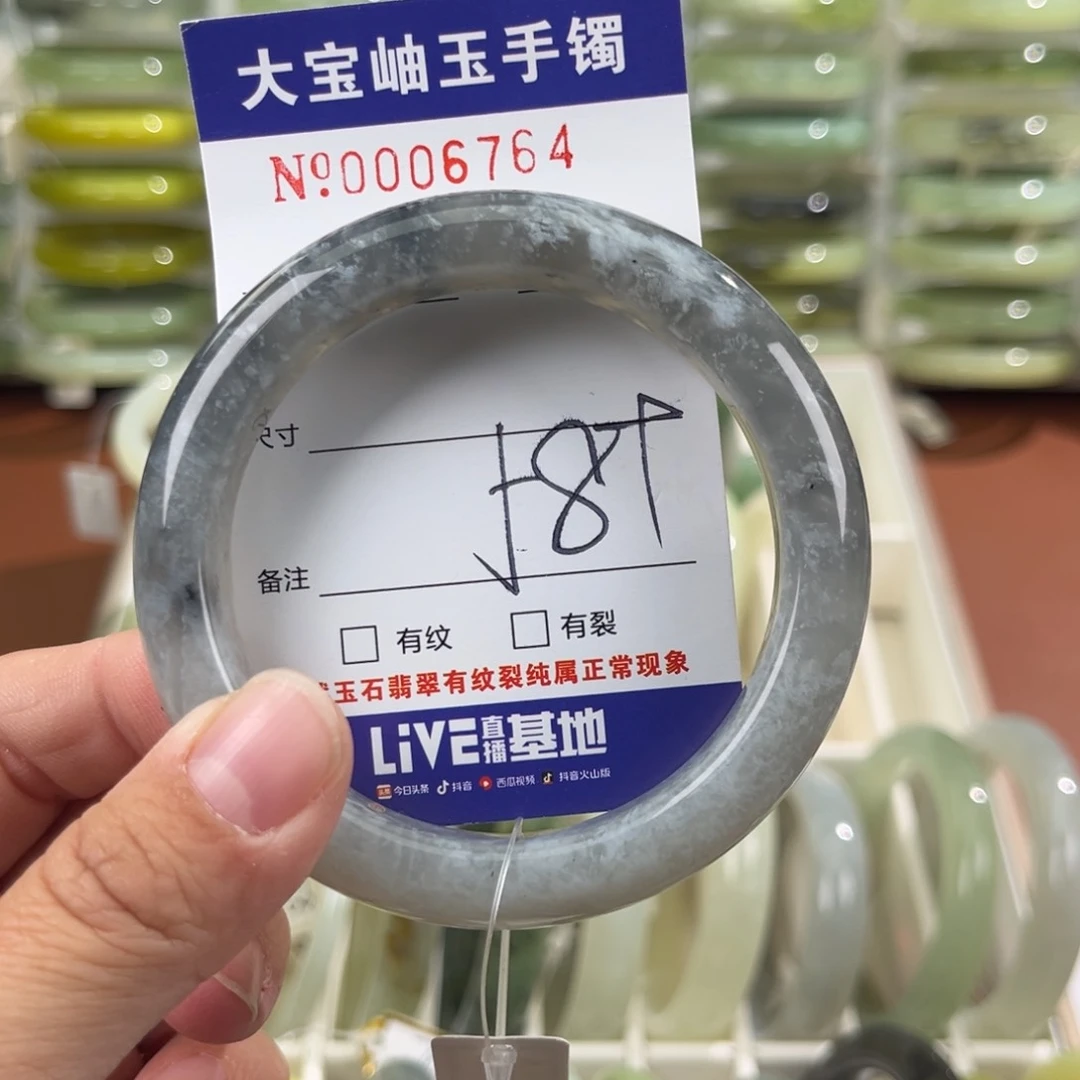 大宝岫玉手镯
№0006764
尺寸
备注
□ 有纹 □ 有裂
玉石翡翠有纹裂纯属正常现象
LiVE直播基地
今日头条 抖音 西瓜视频 抖音火山版